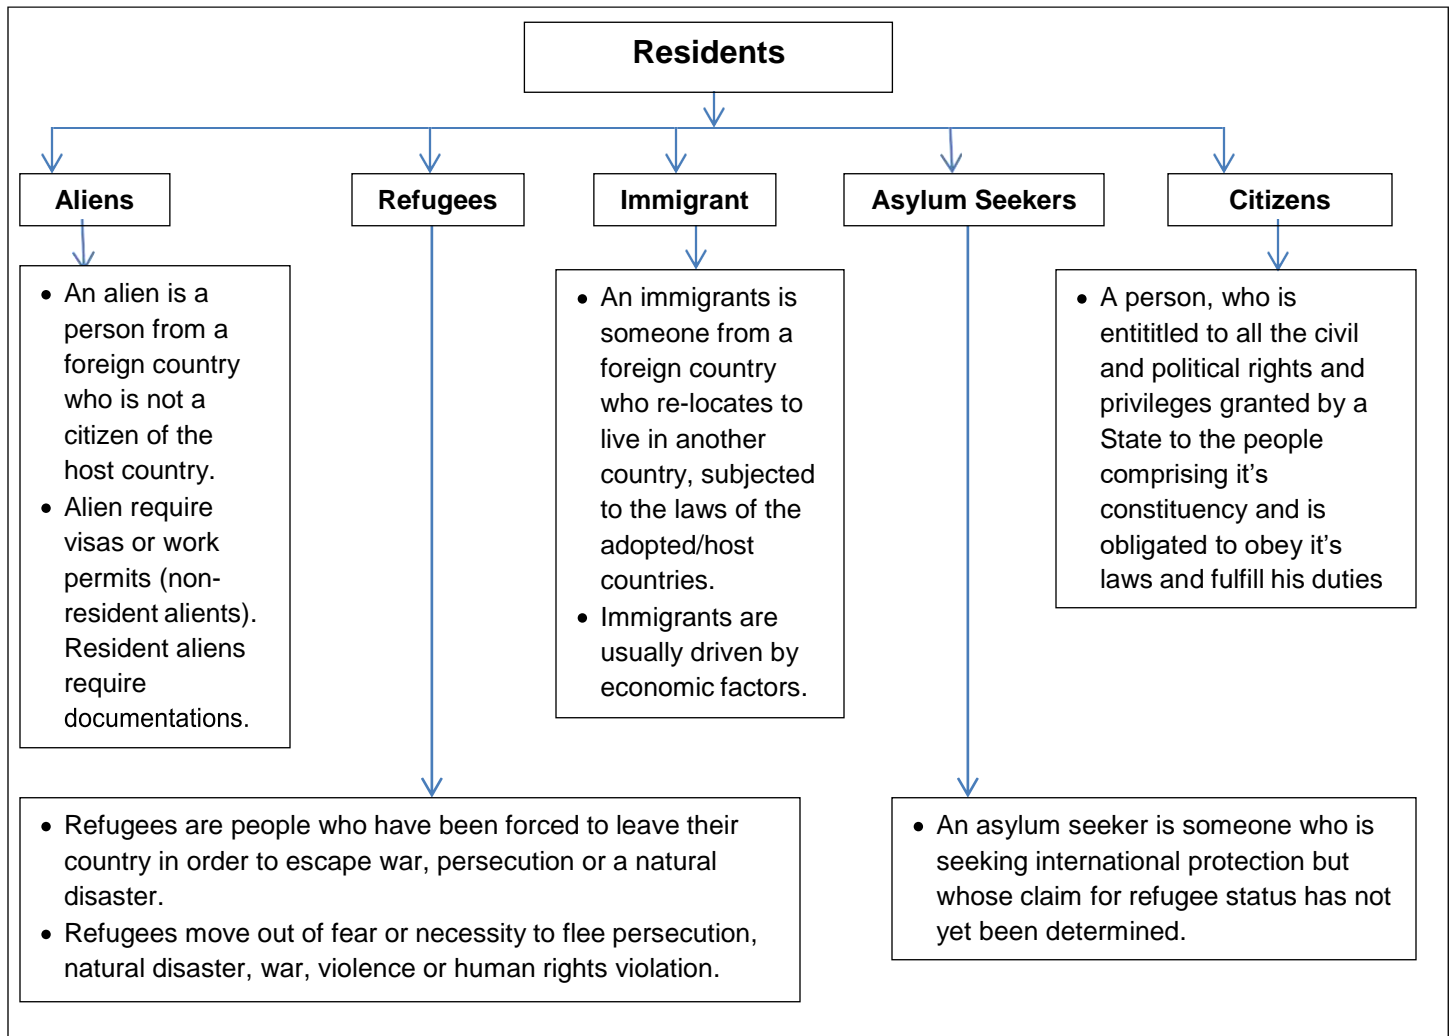 Residents
Aliens
Refugees
Immigrant
Asylum Seekers
Citizens
• An alien is a
person from a
foreign country
who is not a
citizen of the
host country.
• Alien require
visas or work
permits (non-
resident alients).
Resident aliens
require
documentations.
• An immigrants is
someone from a
foreign country
who re-locates to
live in another
country, subjected
to the laws of the
adopted/host
countries.
• Immigrants are
usually driven by
economic factors.
• A person, who is
entititled to all the civil
and political rights and
privileges granted by a
State to the people
comprising it’s
constituency and is
obligated to obey it’s
laws and fulfill his duties
• Refugees are people who have been forced to leave their
country in order to escape war, persecution or a natural
disaster.
• Refugees move out of fear or necessity to flee persecution,
natural disaster, war, violence or human rights violation.
• An asylum seeker is someone who is
seeking international protection but
whose claim for refugee status has not
yet been determined.